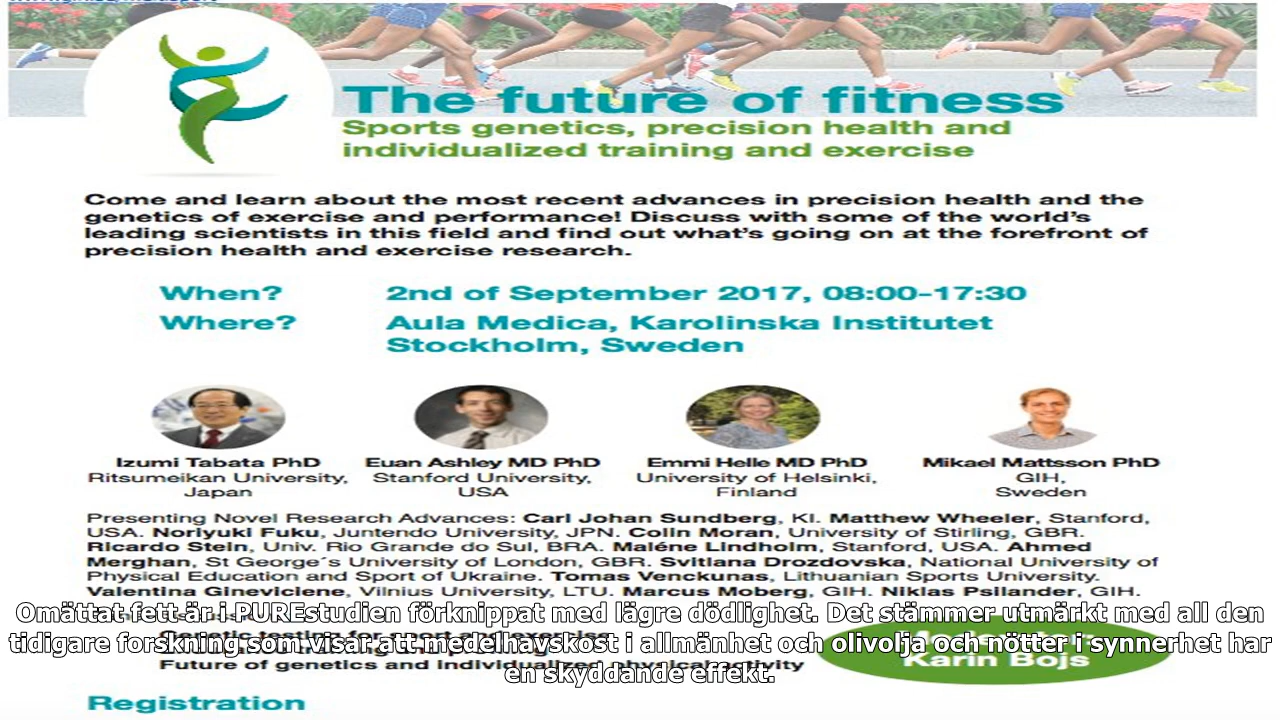 The future of fitness
Sports genetics, precision health and
individualized training and exercise
Come and learn about the most recent advances in precision health and the
genetics of exercise and performance! Discuss with some of the world's
leading scientists in this field and find out what's going on at the forefront of
precision health and exercise research.
When? 2nd of September 2017, 08:00-17:30
Where? Aula Medica, Karolinska Institutet
Stockholm, Sweden
Izumi Tabata PhD
Ritsumeikan University,
Japan
Euan Ashley MD PhD
Stanford University,
USA
Emmi Helle MD PhD
University of Helsinki,
Finland
Mikael Mattsson PhD
GIH,
Sweden
Presenting Novel Research Advances: Carl Johan Sundberg, KI. Matthew Wheeler, Stanford,
USA. Noriyuki Fuku, Juntendo University, JPN. Colin Moran, University of Stirling, GBR.
Ricardo Stein, Univ. Rio Grande do Sul, BRA. Maléne Lindholm, Stanford, USA. Ahmed
Merghan, St George´s University of London, GBR. Svitlana Drozdovska, National University of
Physical Education and Sport of Ukraine. Tomas Venckunas, Lithuanian Sports University.
Valentina Gineviciene, Vilnius University, LTU. Marcus Moberg, GIH. Niklas Psilander, GIH.
Omättat fett är i PUREstudien förknippat med lägre dödlighet. Det stämmer utmärkt med all den
tidigare forskning som visar att medelhavskost i allmänhet och olivolja och nötter i synnerhet har
en skyddande effekt.
Genetic testing for sport and exercise
Future of genetics and individualized physical activity
Karin Bojs
Registration